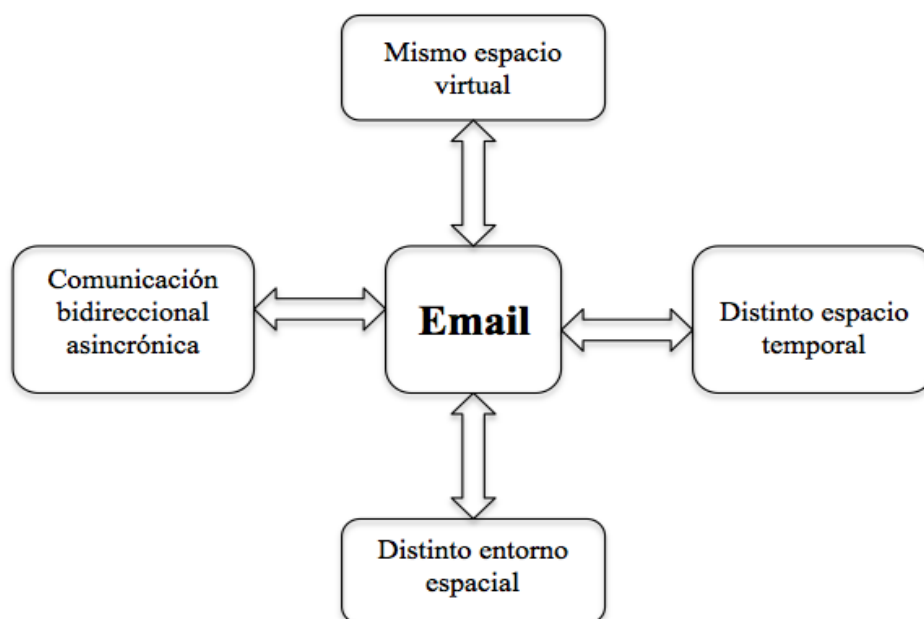 Mismo espacio
virtual
Comunicación
bidireccional
asincrónica
Email
Distinto espacio
temporal
Distinto entorno
espacial